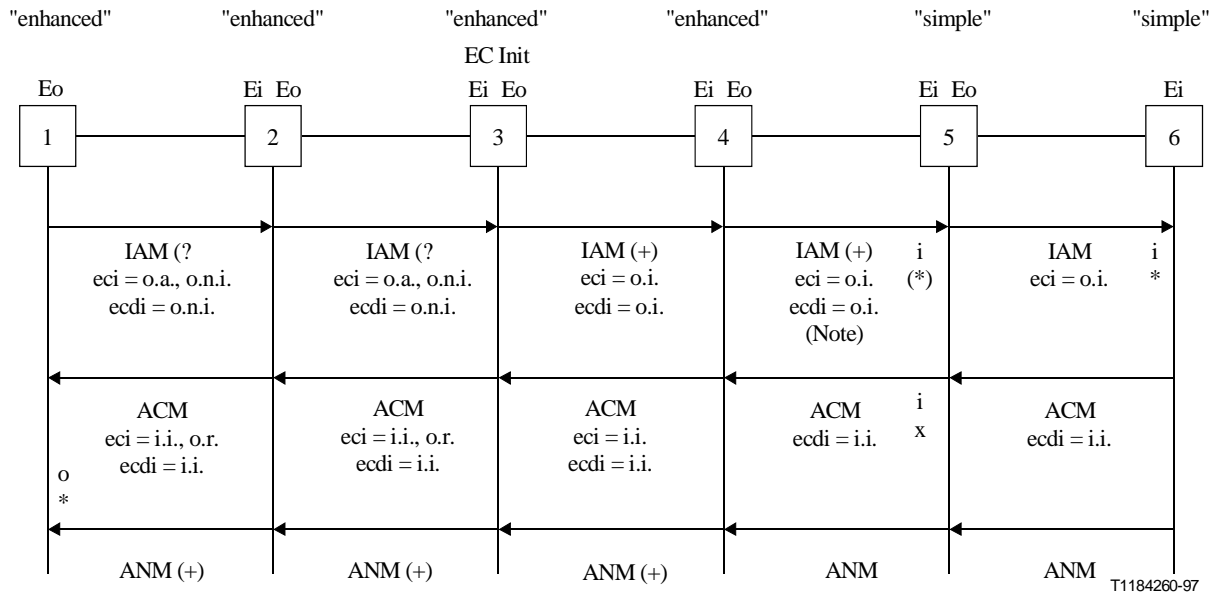 "enhanced" "enhanced" "enhanced" "enhanced" "simple" "simple"
EC Init
Eo Ei Eo Ei Eo Ei Eo Ei Eo Ei
1 2 3 4 5 6
IAM (? IAM (? IAM (+) IAM (+) i IAM i
eci = o.a., o.n.i. eci = o.a., o.n.i. eci = o.i. eci = o.i. (*) eci = o.i. *
ecdi = o.n.i. ecdi = o.n.i. ecdi = o.i. ecdi = o.i.
(Note)
ACM ACM ACM ACM i ACM
eci = i.i., o.r. eci = i.i., o.r. eci = i.i. ecdi = i.i. x ecdi = i.i.
ecdi = i.i. ecdi = i.i. ecdi = i.i.
o
*
ANM (+) ANM (+) ANM (+) ANM ANM
T1184260-97